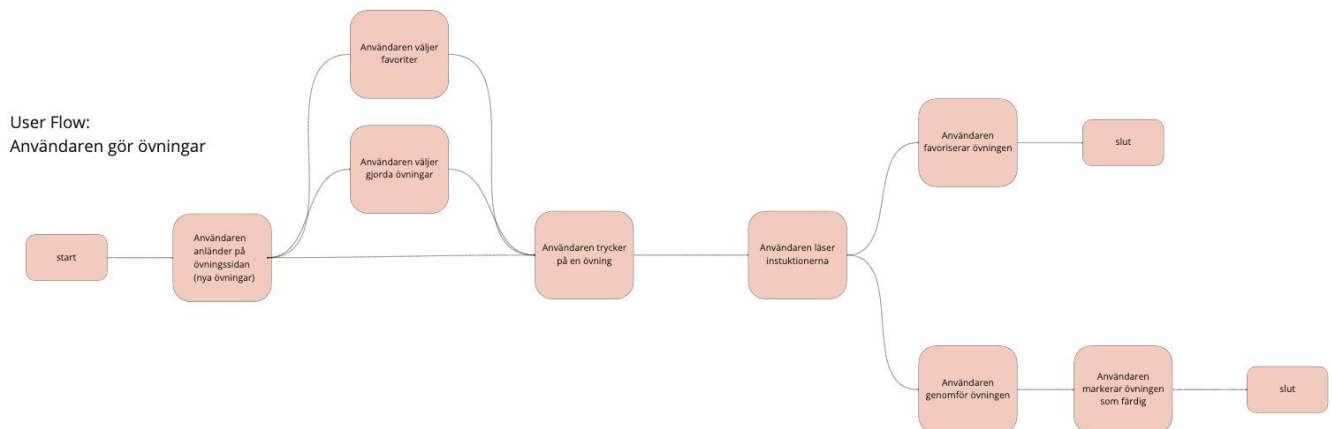 User Flow:
Användaren gör övningar
start
Användaren
anländer på
övningssidan
(nya övningar)
Användaren väljer
favoriter
Användaren väljer
gjorda övningar
Användaren trycker
på en övning
Användaren läser
instuktionerna
Användaren
favoriserar övningen
slut
Användaren
genomför övningen
Användaren
markerar övningen
som färdig
slut